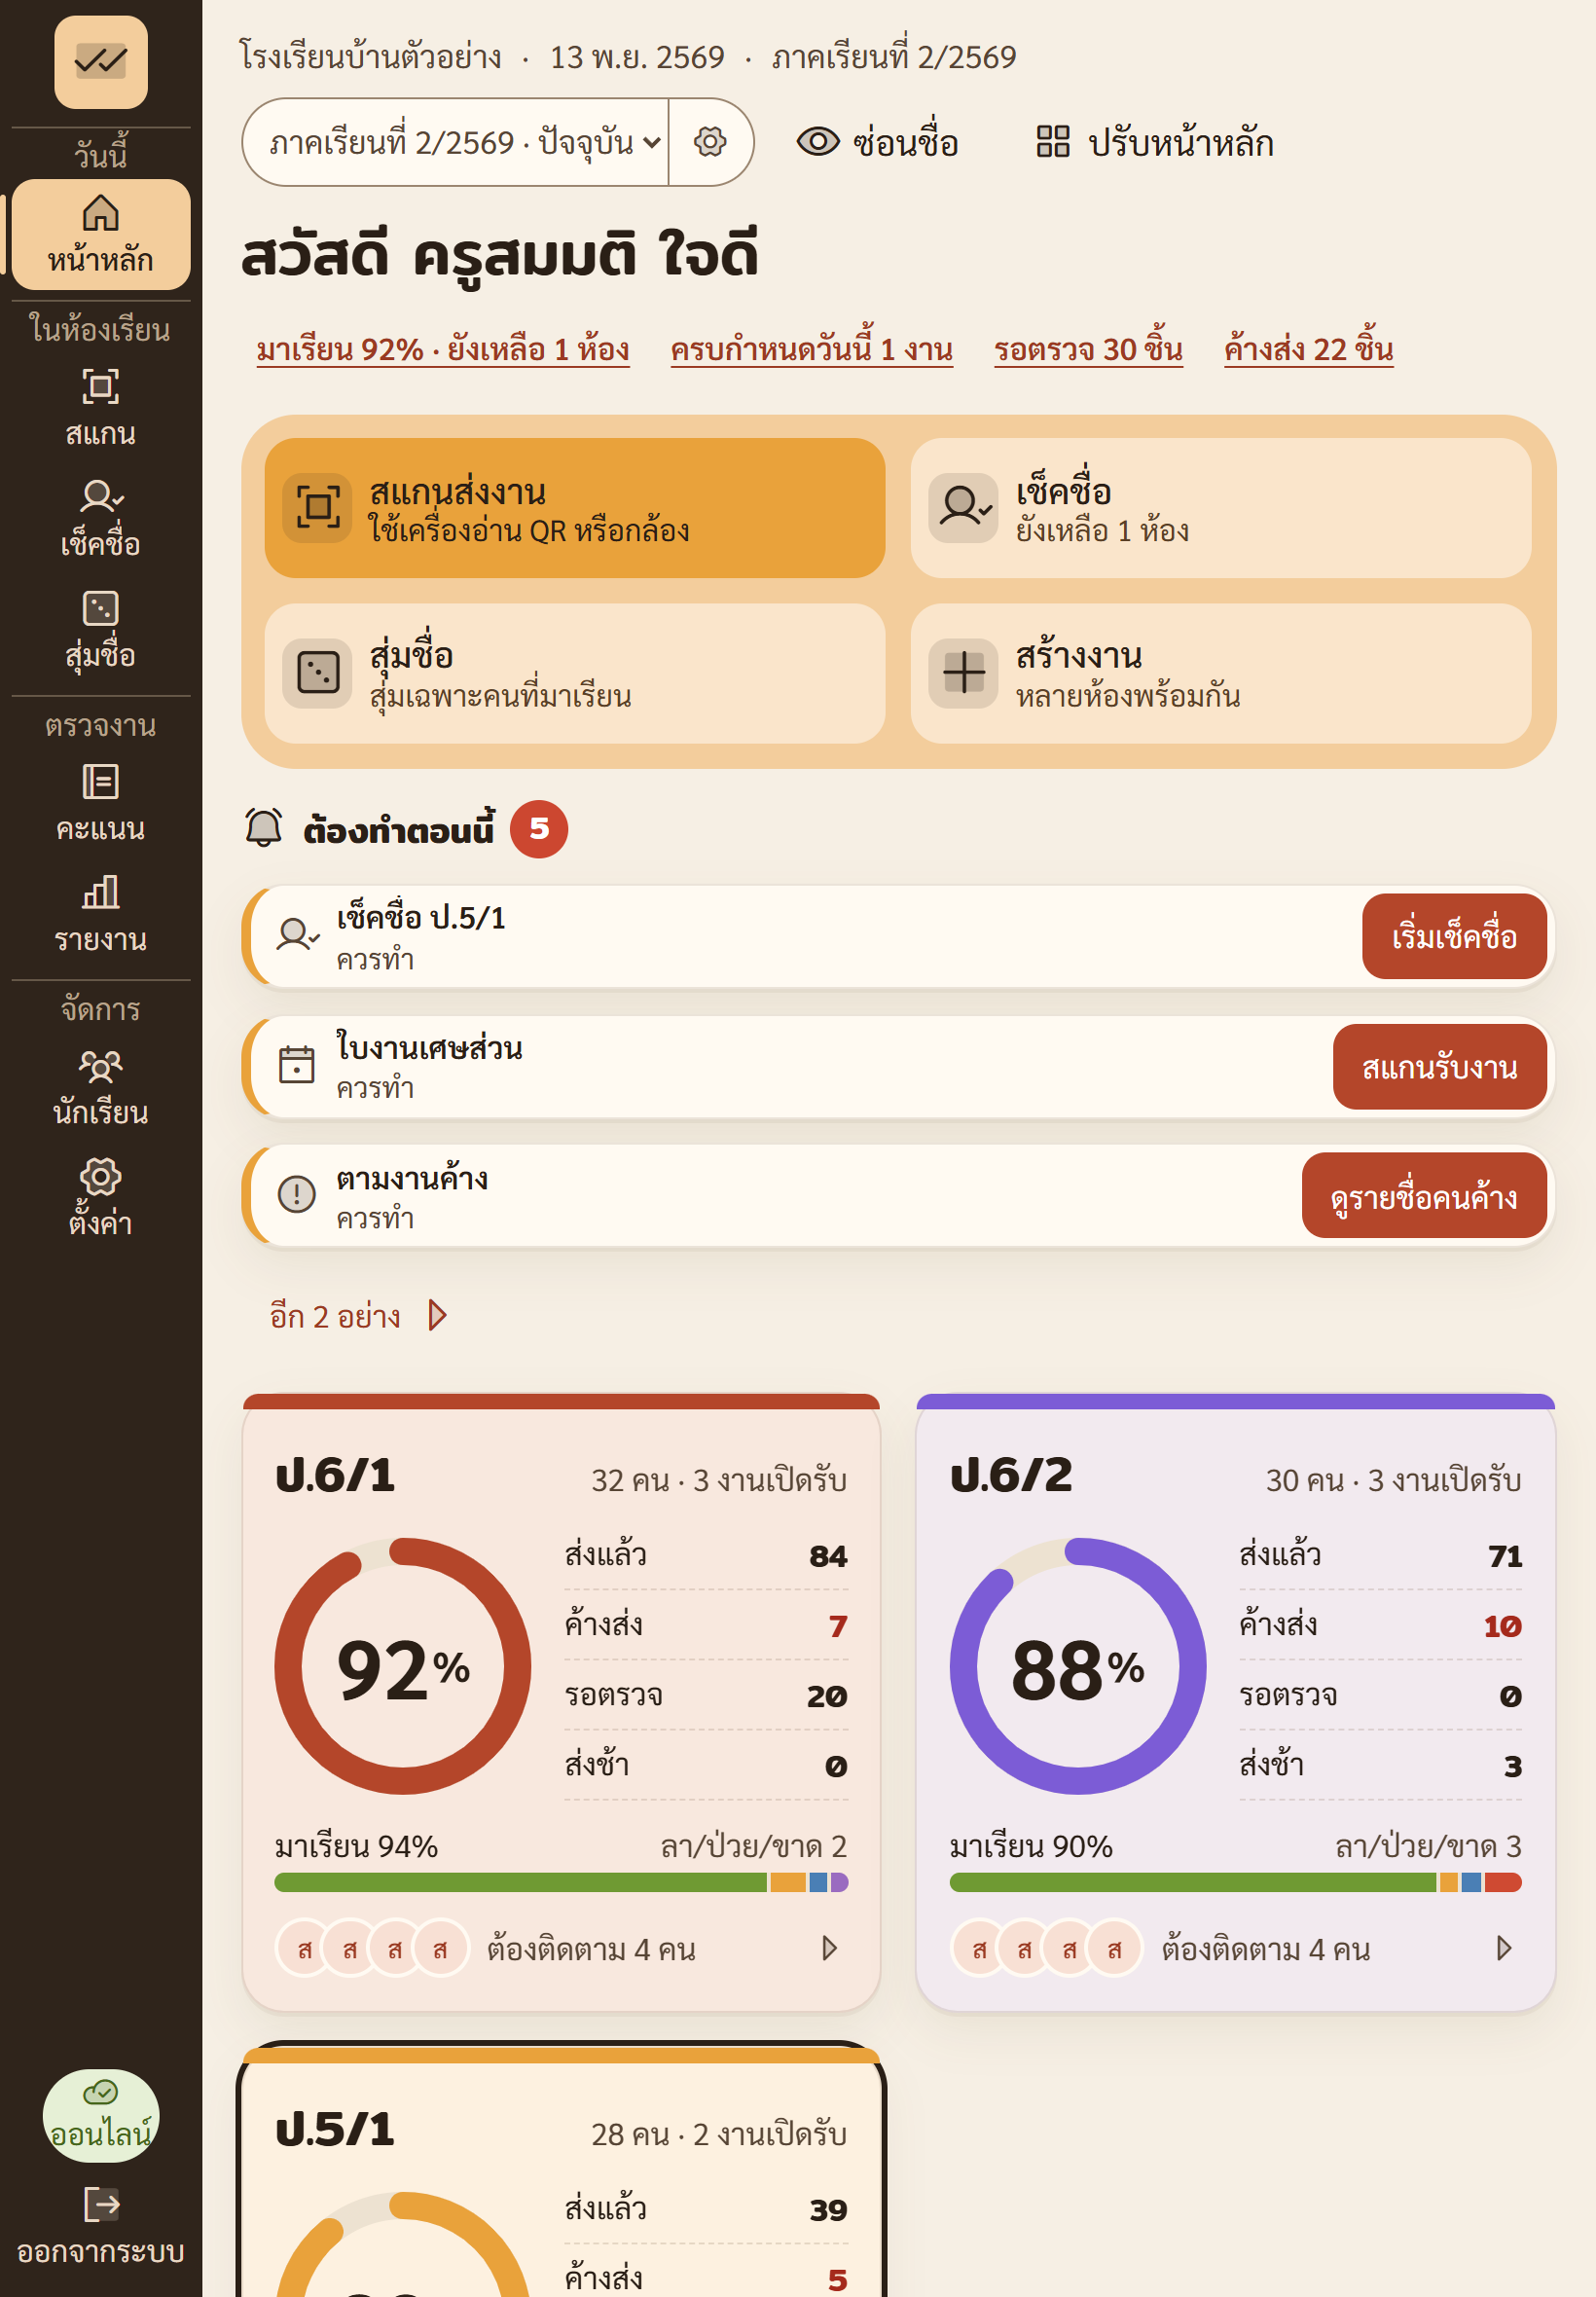 วันนี้
หน้าหลัก
ในห้องเรียน
สแกน
เช็คชื่อ
สุ่มชื่อ
ตรวจงาน
คะแนน
รายงาน
จัดการ
นักเรียน
ตั้งค่า
ออนไลน์
ออกจากระบบ
โรงเรียนบ้านตัวอย่าง · 13 พ.ย. 2569 · ภาคเรียนที่ 2/2569
ภาคเรียนที่ 2/2569 · ปัจจุบัน
ซ่อนชื่อ
ปรับหน้าหลัก
สวัสดี ครูสมมติ ใจดี
มาเรียน 92% · ยังเหลือ 1 ห้อง
ครบกำหนดวันนี้ 1 งาน
รอตรวจ 30 ชิ้น
ค้างส่ง 22 ชิ้น
สแกนส่งงาน
ใช้เครื่องอ่าน QR หรือกล้อง
เช็คชื่อ
ยังเหลือ 1 ห้อง
สุ่มชื่อ
สุ่มเฉพาะคนที่มาเรียน
สร้างงาน
หลายห้องพร้อมกัน
ต้องทำตอนนี้ 5
เช็คชื่อ ป.5/1
ควรทำ
เริ่มเช็คชื่อ
ใบงานเศษส่วน
ควรทำ
สแกนรับงาน
ตามงานค้าง
ควรทำ
ดูรายชื่อคนค้าง
อีก 2 อย่าง
ป.6/1
32 คน · 3 งานเปิดรับ
92%
ส่งแล้ว 84
ค้างส่ง 7
รอตรวจ 20
ส่งช้า 0
มาเรียน 94%
ลา/ป่วย/ขาด 2
ส ส ส ส
ต้องติดตาม 4 คน
ป.6/2
30 คน · 3 งานเปิดรับ
88%
ส่งแล้ว 71
ค้างส่ง 10
รอตรวจ 0
ส่งช้า 3
มาเรียน 90%
ลา/ป่วย/ขาด 3
ส ส ส ส
ต้องติดตาม 4 คน
ป.5/1
28 คน · 2 งานเปิดรับ
ส่งแล้ว 39
ค้างส่ง 5